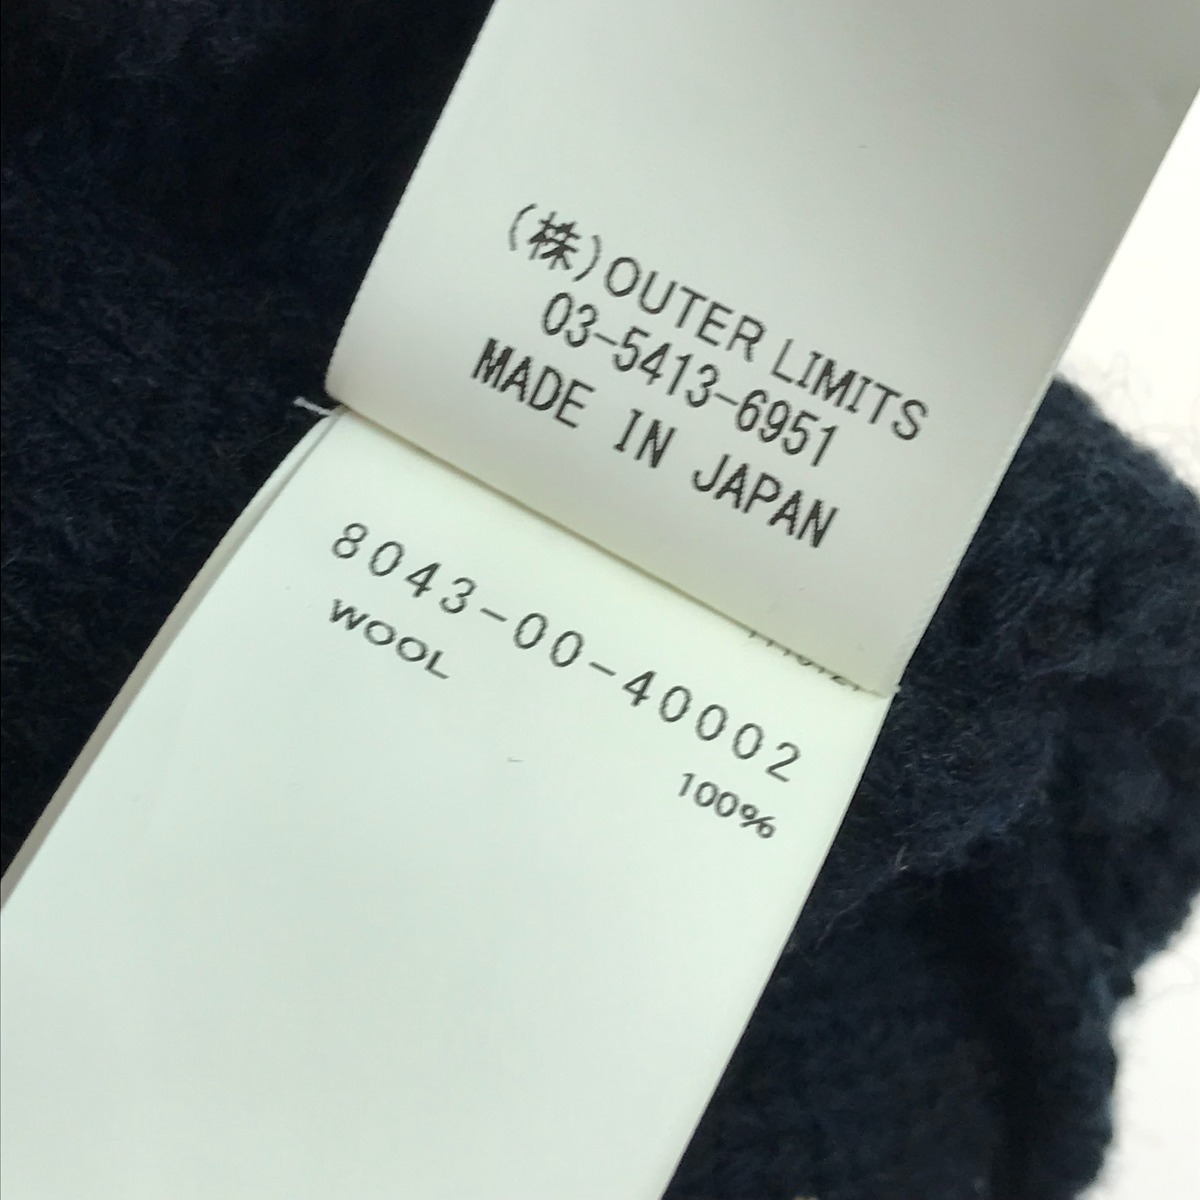 (株)OUTER LIMITS
03-5413-6951
MADE IN JAPAN
8043-00-40002
WOOL 100%